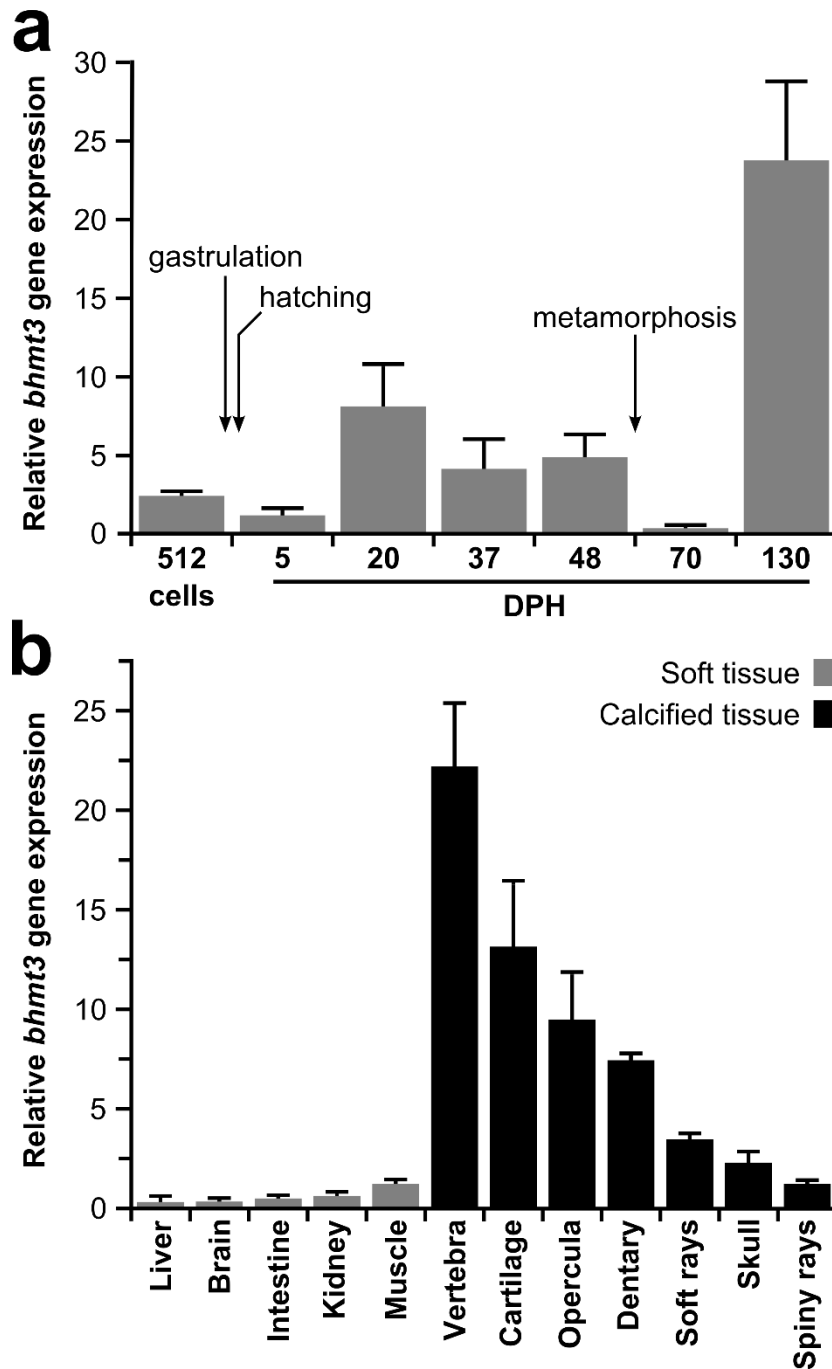 a
Relative bhmt3 gene expression
30
25
20
15
10
5
0
gastrulation
hatching
metamorphosis
512 5 20 37 48 70 130
cells
DPH
b
Relative bhmt3 gene expression
Soft tissue
Calcified tissue
25
20
15
10
5
0
Liver
Brain
Intestine
Kidney
Muscle
Vertebra
Cartilage
Opercula
Dentary
Soft rays
Skull
Spiny rays